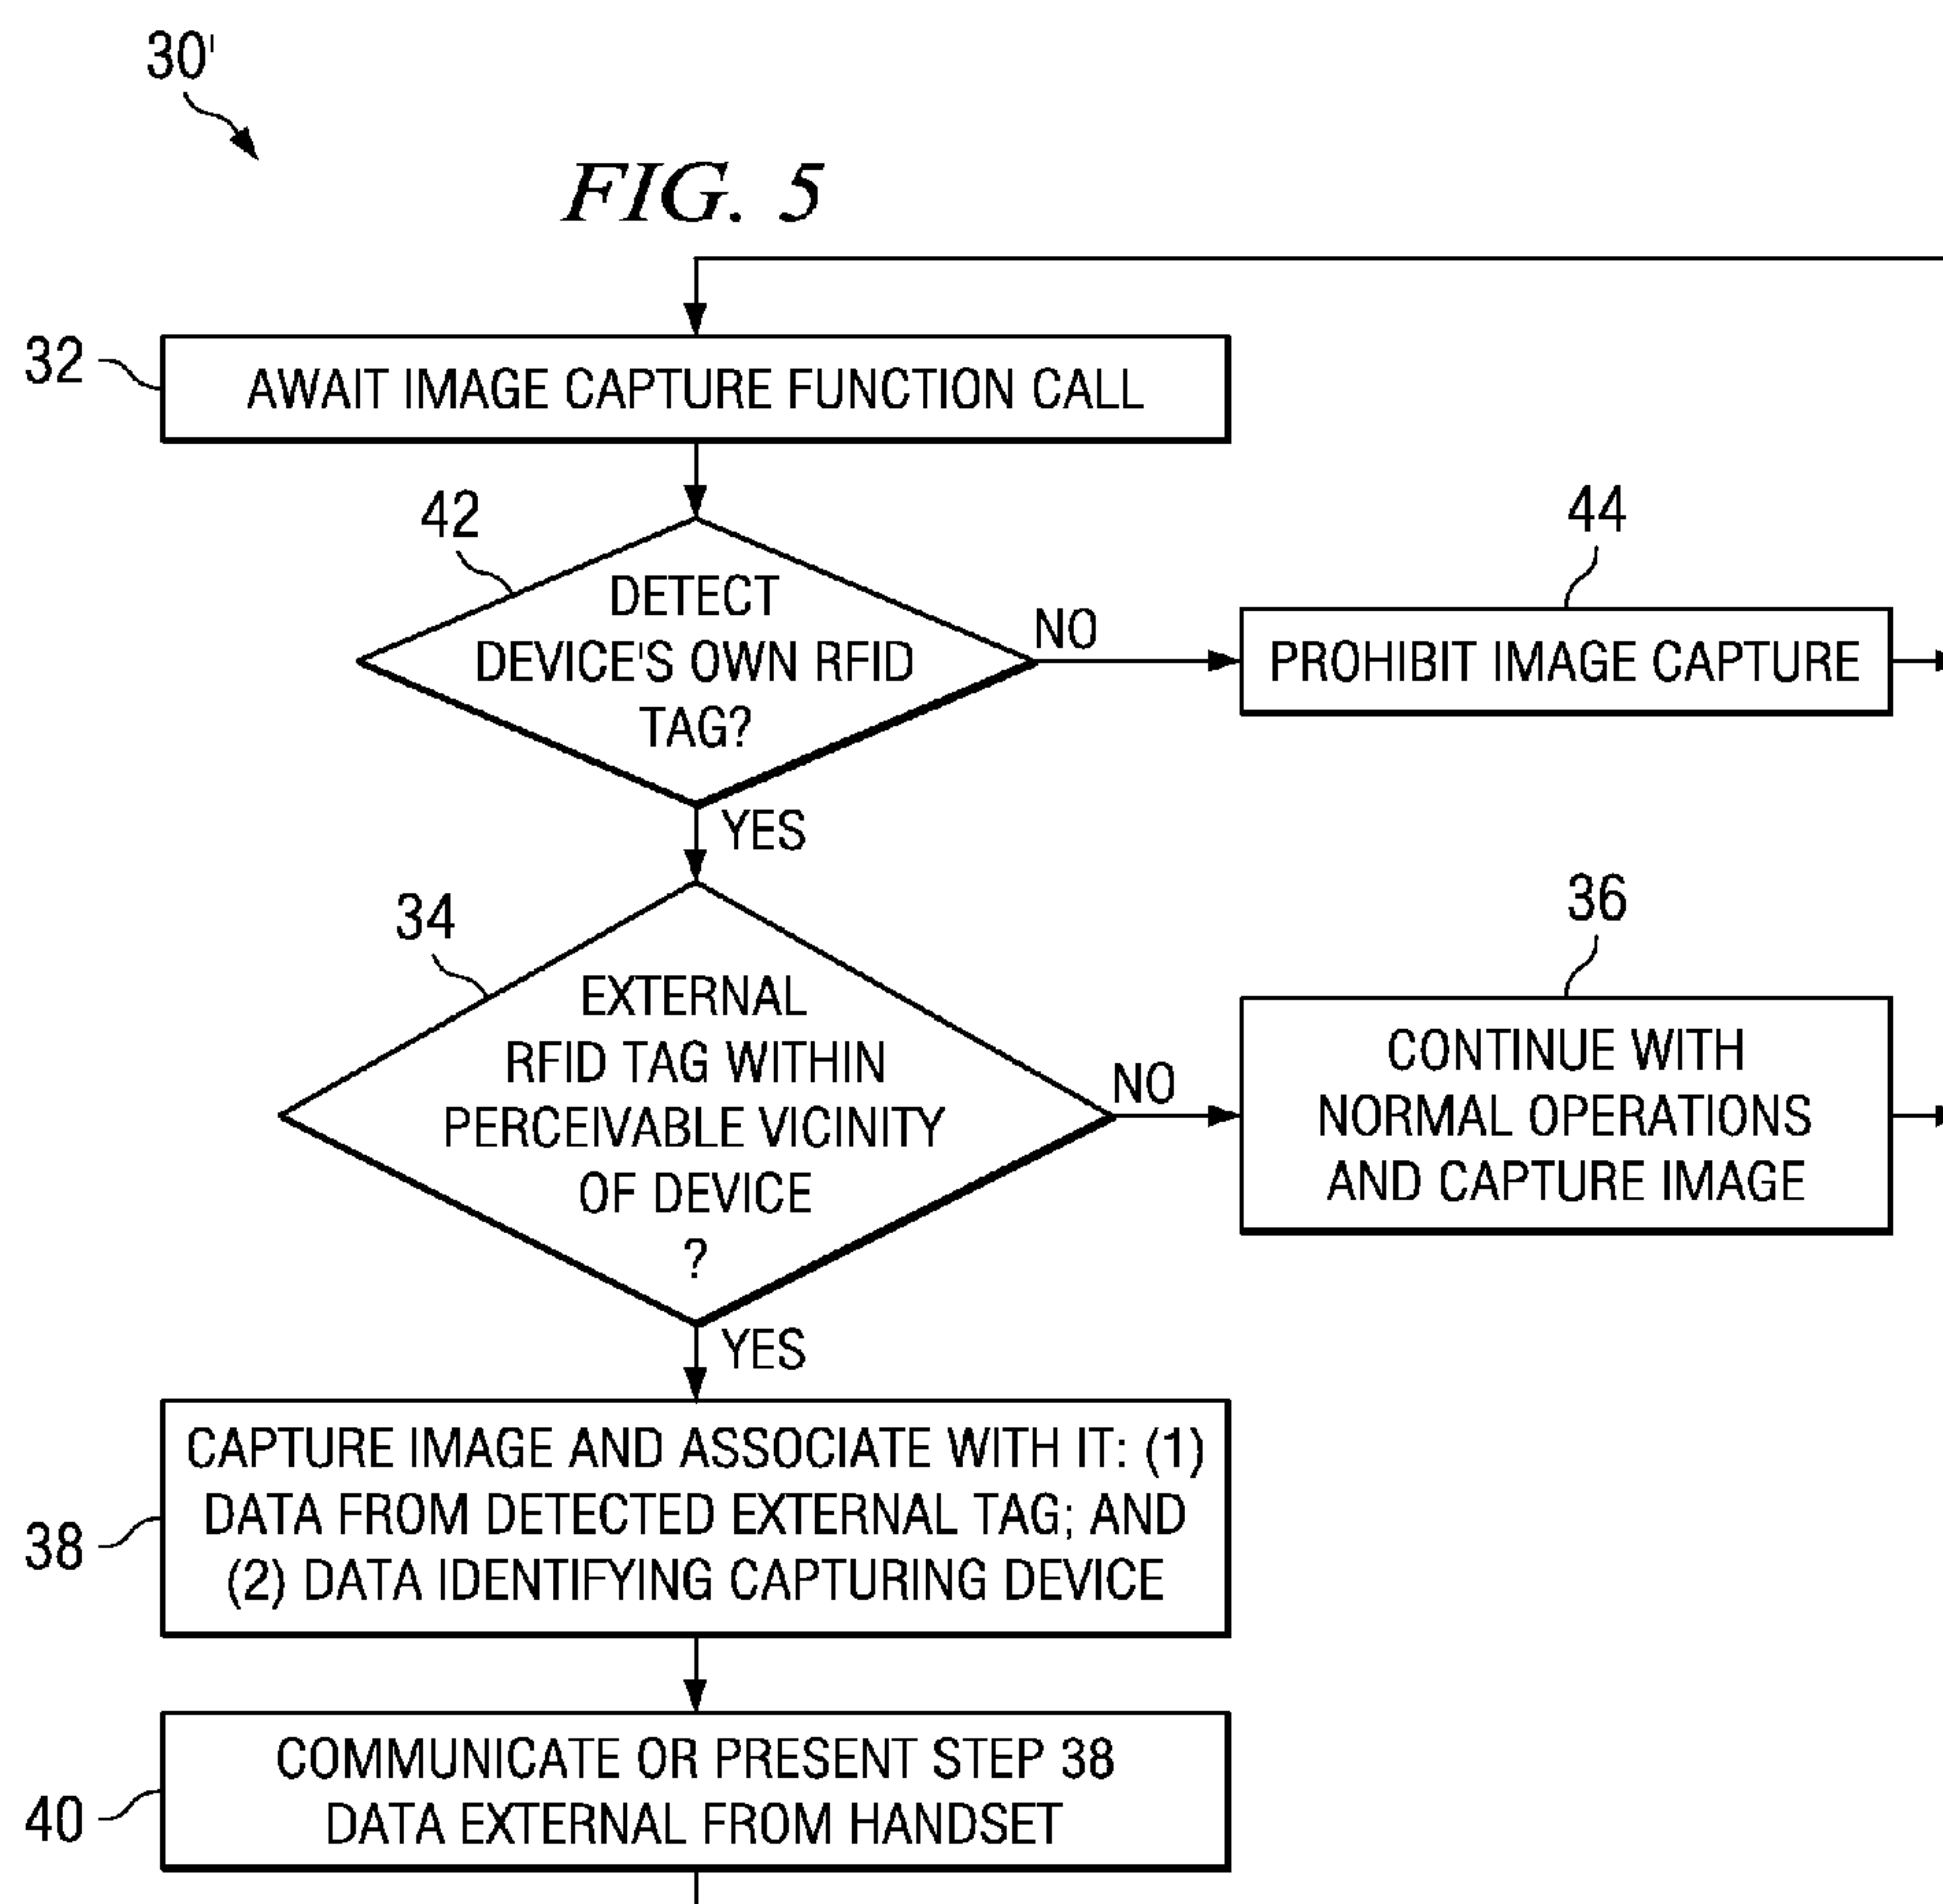 30'
FIG. 5
32
AWAIT IMAGE CAPTURE FUNCTION CALL
42
DETECT
DEVICE'S OWN RFID
TAG?
NO
44
PROHIBIT IMAGE CAPTURE
YES
34
EXTERNAL
RFID TAG WITHIN
PERCEIVABLE VICINITY
OF DEVICE
?
NO
36
CONTINUE WITH
NORMAL OPERATIONS
AND CAPTURE IMAGE
YES
38
CAPTURE IMAGE AND ASSOCIATE WITH IT: (1)
DATA FROM DETECTED EXTERNAL TAG; AND
(2) DATA IDENTIFYING CAPTURING DEVICE
40
COMMUNICATE OR PRESENT STEP 38
DATA EXTERNAL FROM HANDSET